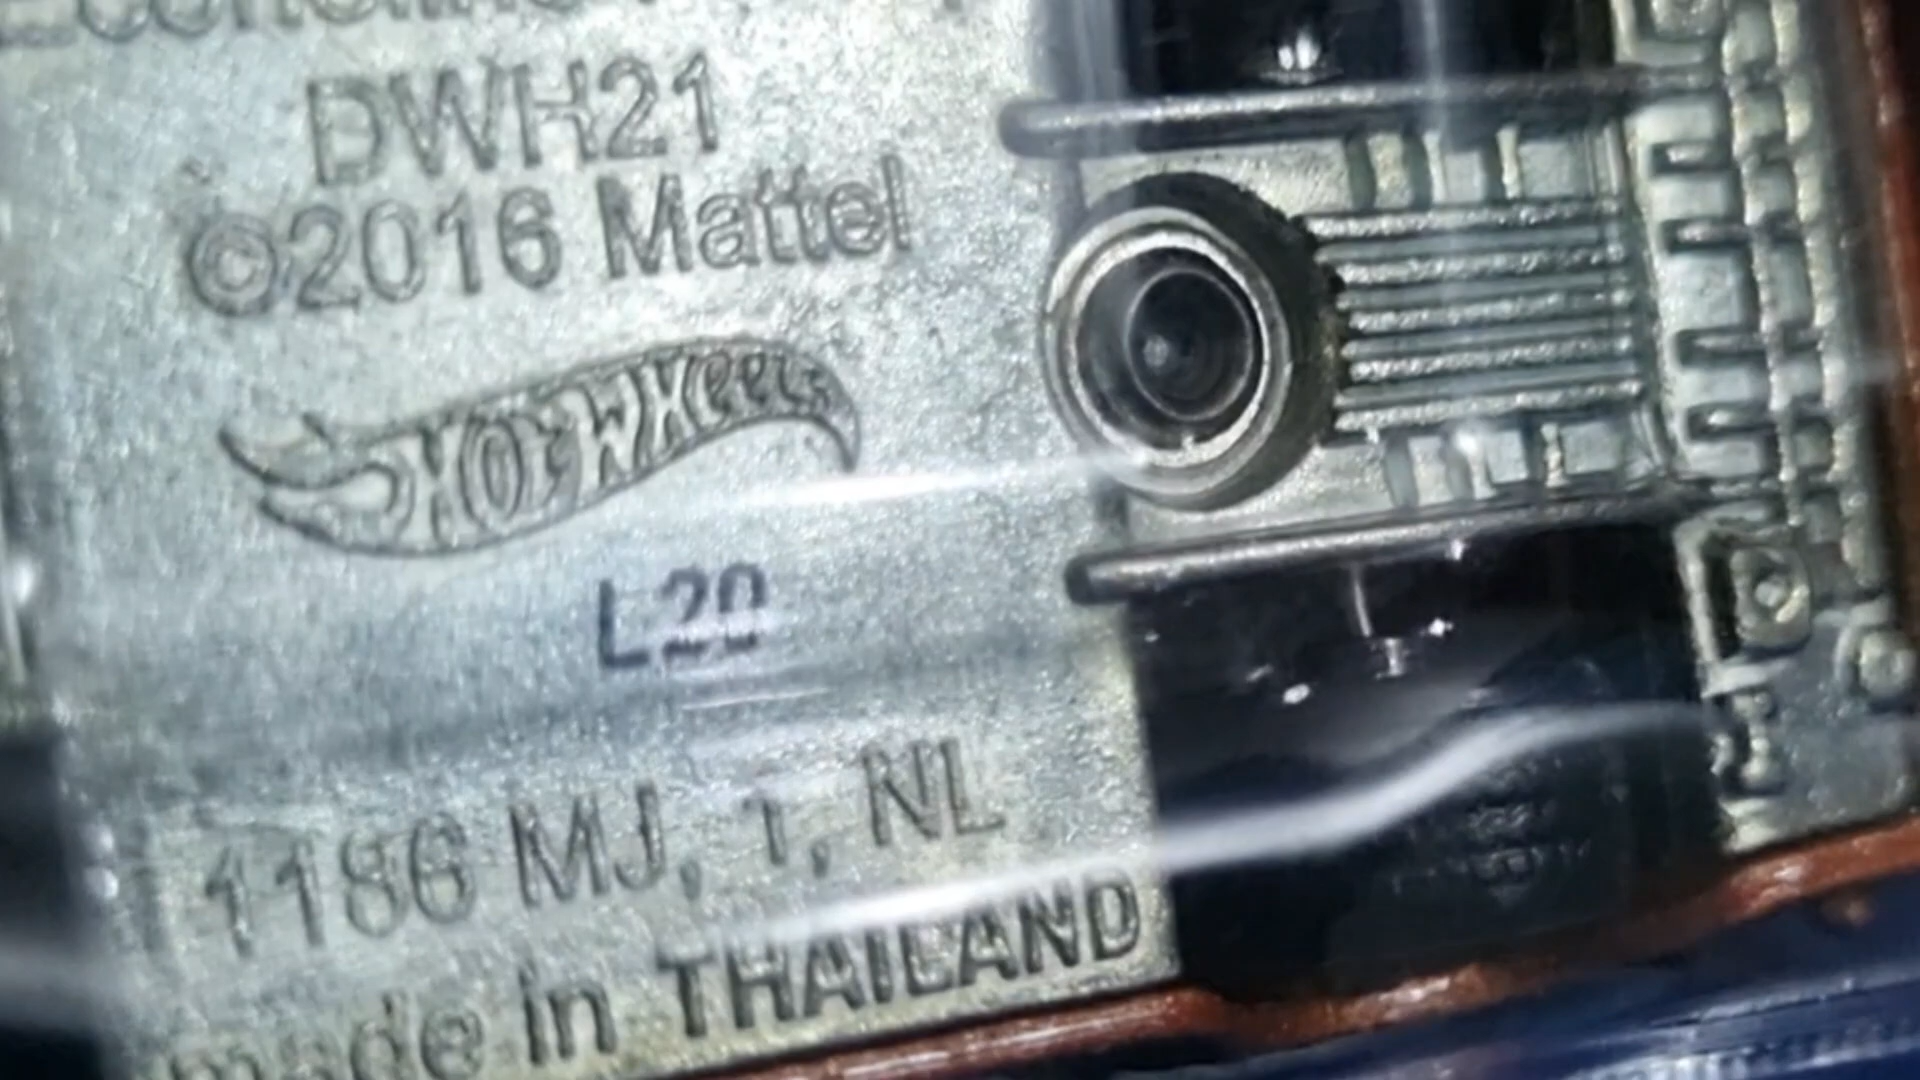 DWH21
©2016 Mattel
HOT WHEELS
L20
1186 MJ, 1, NL
made in THAILAND